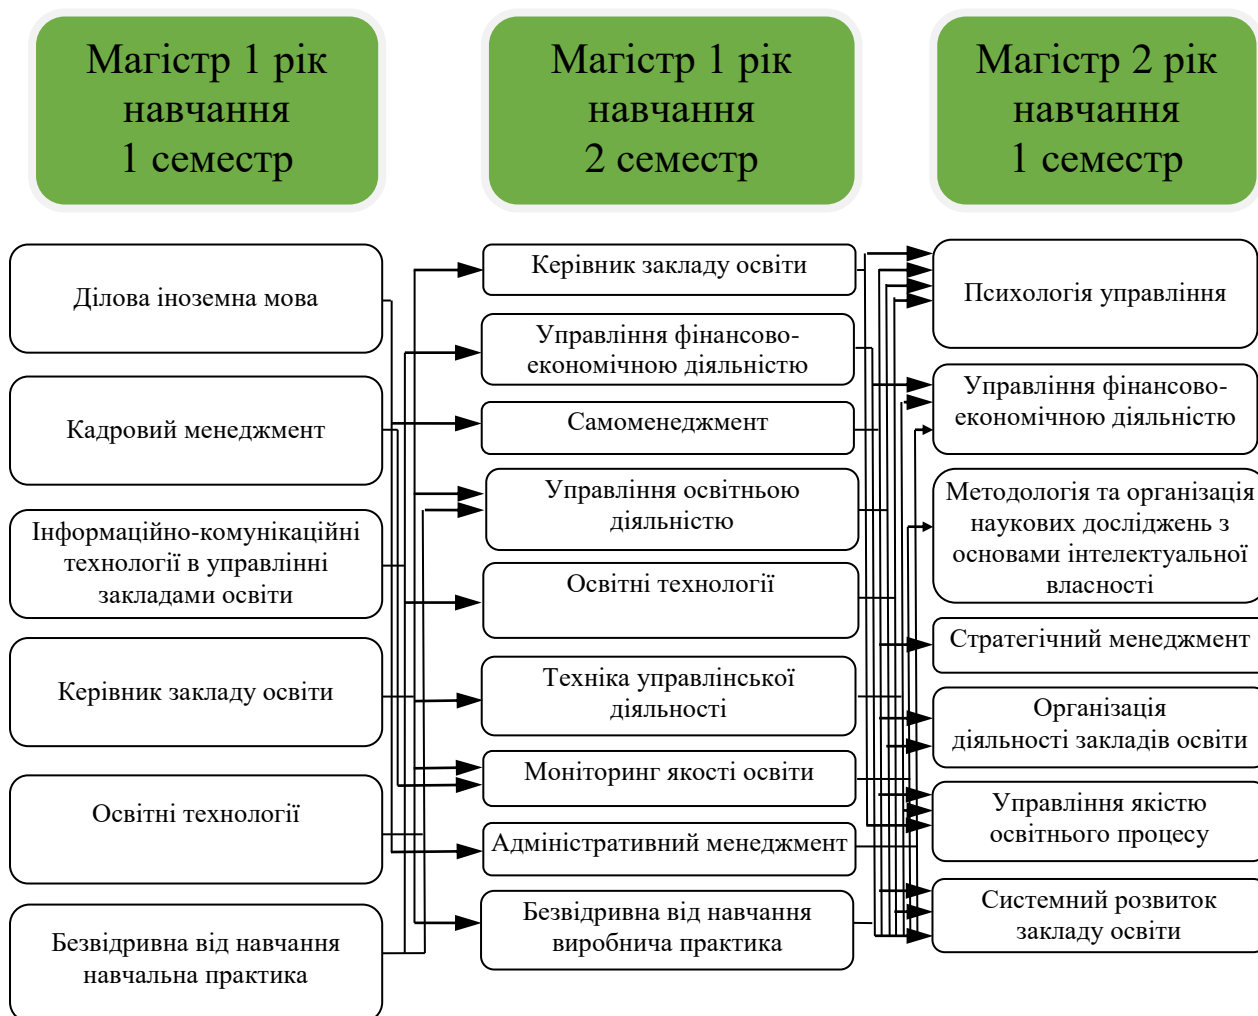 Магістр 1 рік
навчання
1 семестр
Магістр 1 рік
навчання
2 семестр
Магістр 2 рік
навчання
1 семестр
Ділова іноземна мова
Кадровий менеджмент
Інформаційно-комунікаційні
технології в управлінні
закладами освіти
Керівник закладу освіти
Освітні технології
Безвідривна від навчання
навчальна практика
Керівник закладу освіти
Управління фінансово-
економічною діяльністю
Самоменеджмент
Управління освітньою
діяльністю
Освітні технології
Техніка управлінської
діяльності
Моніторинг якості освіти
Адміністративний менеджмент
Безвідривна від навчання
виробнича практика
Психологія управління
Управління фінансово-
економічною діяльністю
Методологія та організація
наукових досліджень з
основами інтелектуальної
власності
Стратегічний менеджмент
Організація
діяльності закладів освіти
Управління якістю
освітнього процесу
Системний розвиток
закладу освіти